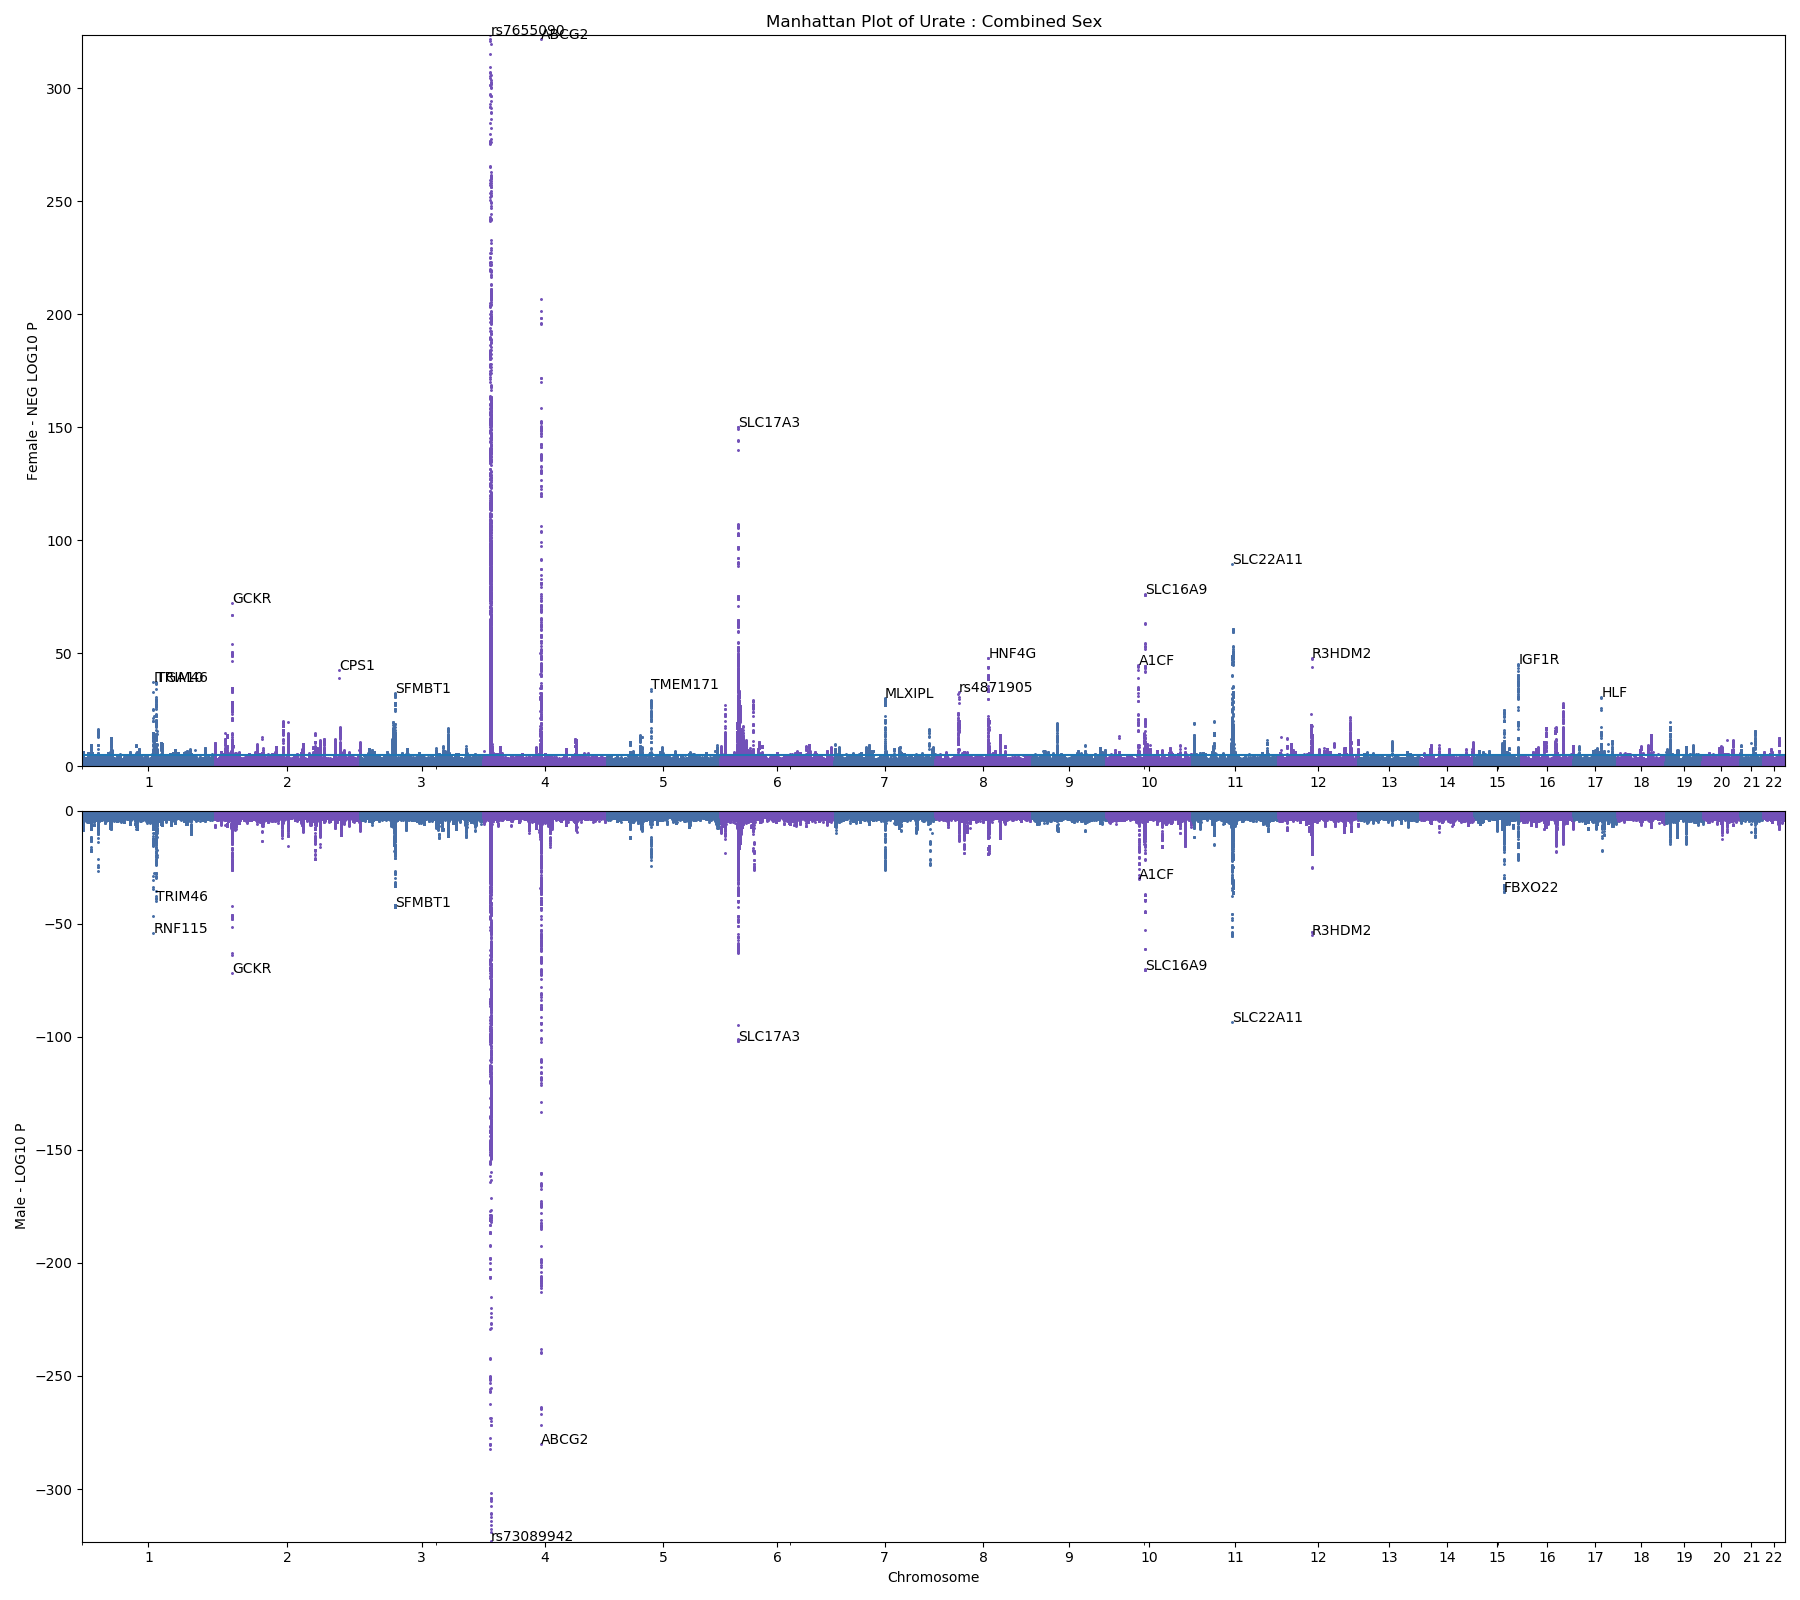 Manhattan Plot of Urate : Combined Sex
rs7655090
ABCG2
300
250
200
Female - NEG LOG10 P
150
SLC17A3
100
SLC22A11
SLC16A9
GCKR
50
CPS1
TRIM46
SFMBT1
TMEM171
MLXIPL
rs4871905
HNF4G
A1CF
R3HDM2
IGF1R
HLF
0
1 2 3 4 5 6 7 8 9 10 11 12 13 14 15 16 17 18 19 20 21 22
0
TRIM46
SFMBT1
A1CF
FBXO22
−50
RNF115
R3HDM2
GCKR
SLC16A9
−100
SLC17A3
SLC22A11
−150
Male - LOG10 P
−200
−250
ABCG2
−300
rs73089942
1 2 3 4 5 6 7 8 9 10 11 12 13 14 15 16 17 18 19 20 21 22
Chromosome